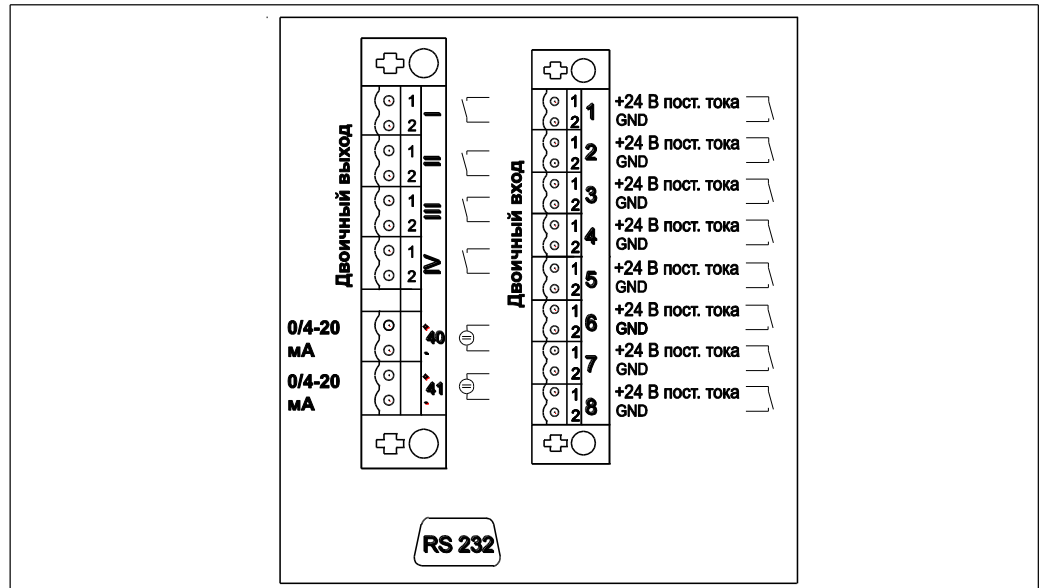 Двоичный выход
1
2
I
1
2
II
1
2
III
1
2
IV
0/4-20
мА
40
0/4-20
мА
41
Двоичный вход
1
2
1
+24 В пост. тока
GND
1
2
2
+24 В пост. тока
GND
1
2
3
+24 В пост. тока
GND
1
2
4
+24 В пост. тока
GND
1
2
5
+24 В пост. тока
GND
1
2
6
+24 В пост. тока
GND
1
2
7
+24 В пост. тока
GND
1
2
8
+24 В пост. тока
GND
RS 232